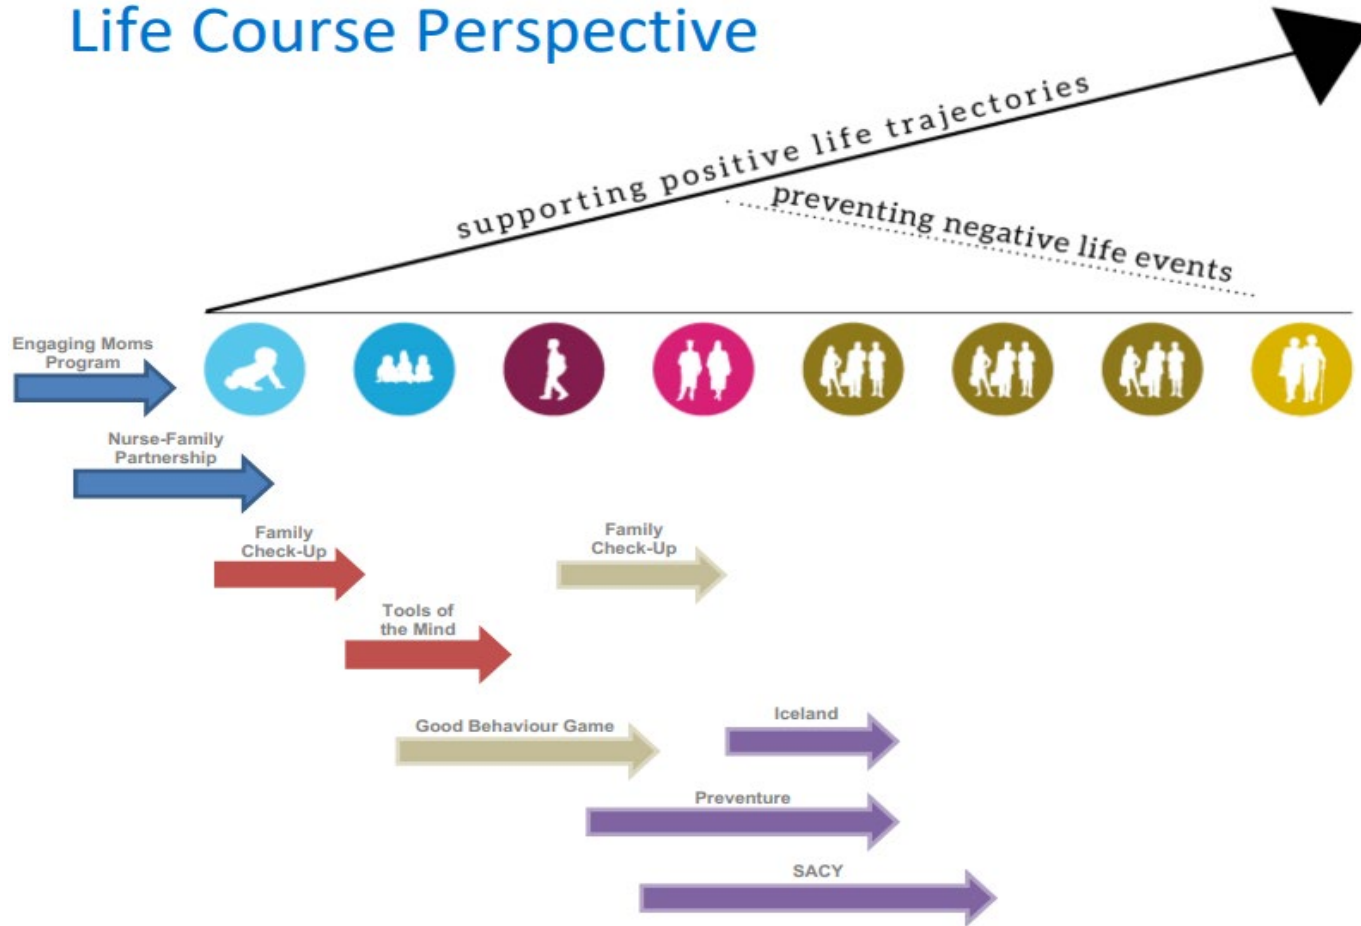 Life Course Perspective
supporting positive life trajectories
preventing negative life events
Engaging Moms
Program
Nurse-Family
Partnership
Family
Check-Up
Family
Check-Up
Tools of
the Mind
Iceland
Good Behaviour Game
Preventure
SACY